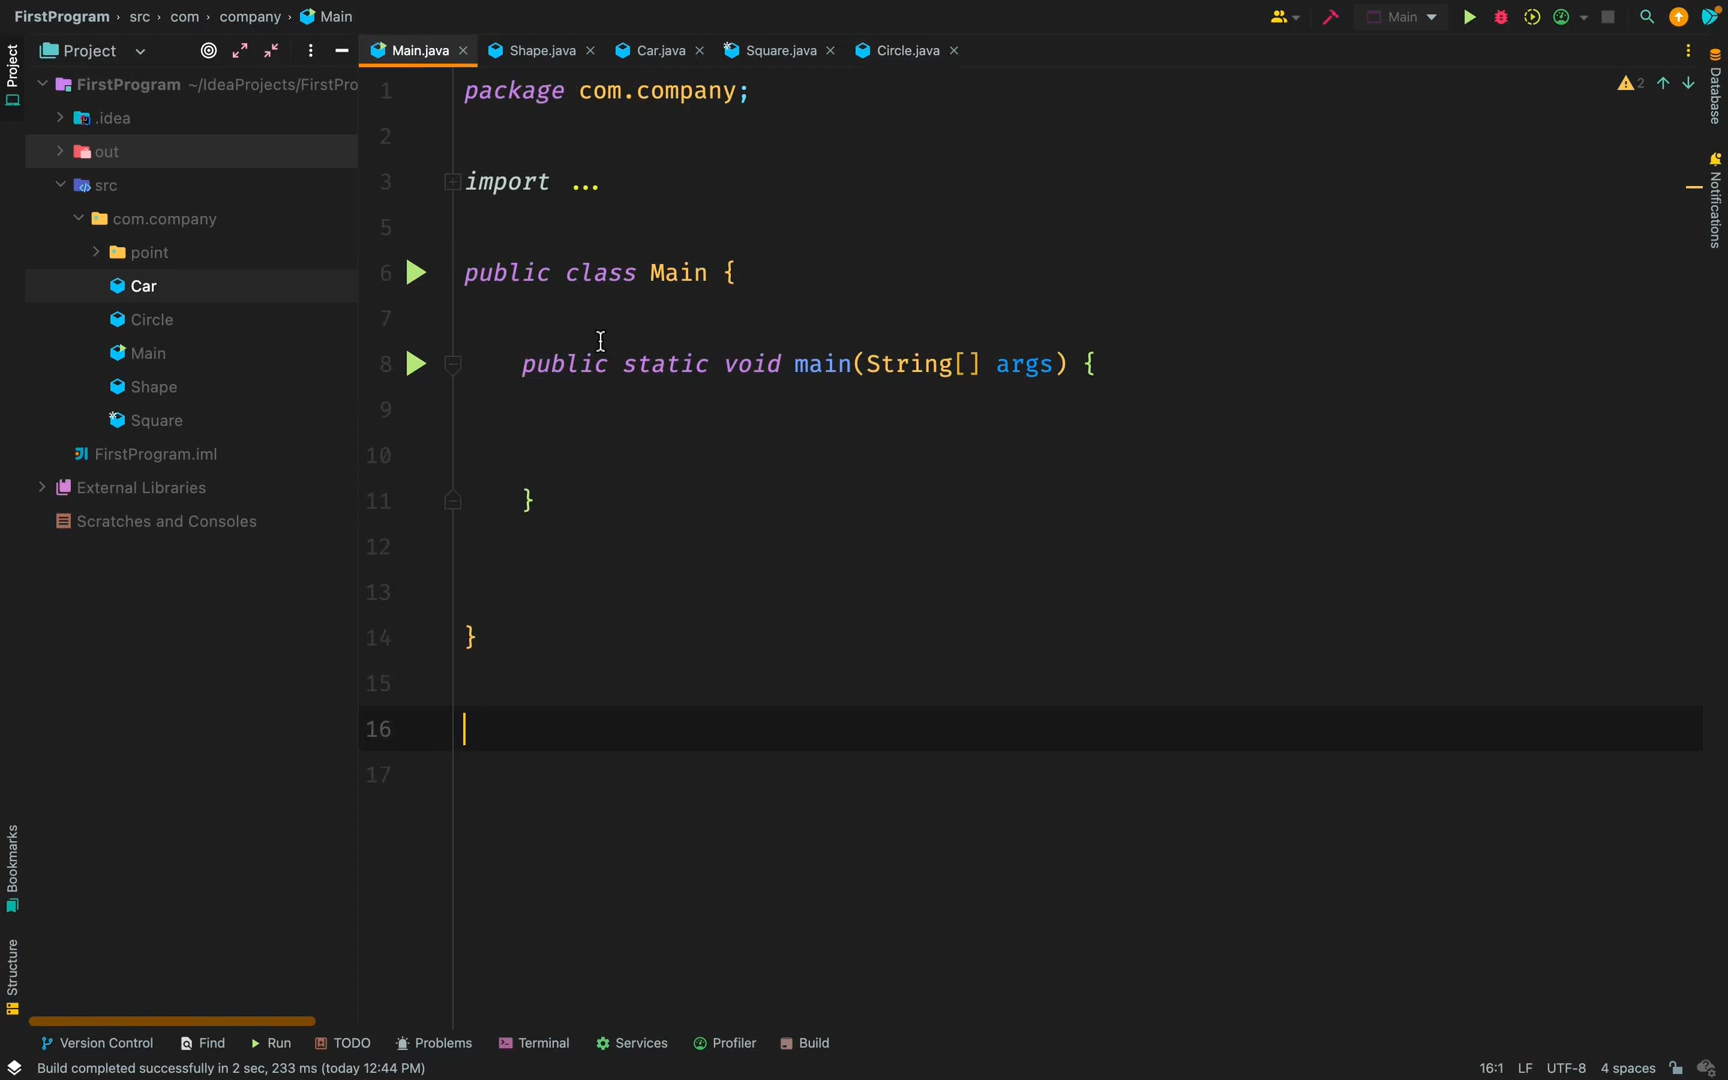 FirstProgram › src › com › company › Main
Main
Project
Main.java
Shape.java
Car.java
Square.java
Circle.java
Project
Database
Notifications
Bookmarks
Structure
FirstProgram ~/IdeaProjects/FirstPro
.idea
out
src
com.company
point
Car
Circle
Main
Shape
Square
FirstProgram.iml
External Libraries
Scratches and Consoles
2
1 package com.company;
2
3 import ...
5
6 public class Main {
7
8 public static void main(String[] args) {
9
10
11 }
12
13
14 }
15
16
17
Version Control
Find
Run
TODO
Problems
Terminal
Services
Profiler
Build
Build completed successfully in 2 sec, 233 ms (today 12:44 PM)
16:1 LF UTF-8 4 spaces